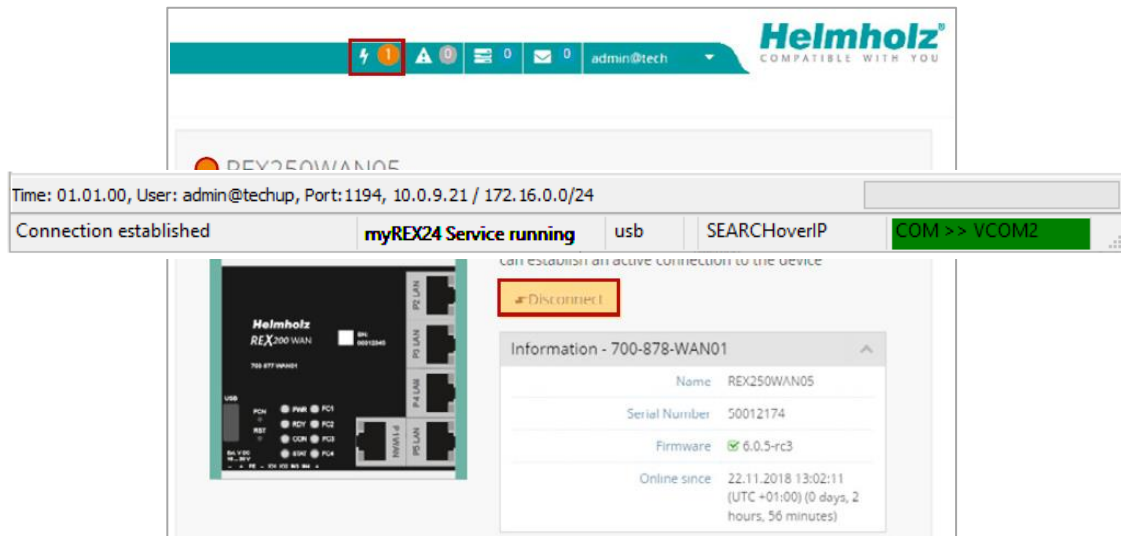 Helmholz®
COMPATIBLE WITH YOU
1 0 0 0 admin@tech
REX250WAN05
Time: 01.01.00, User: admin@techup, Port:1194, 10.0.9.21 / 172.16.0.0/24
Connection established myREX24 Service running usb SEARCHoverIP COM >> VCOM2
can establish an active connection to the device
Disconnect
Information - 700-878-WAN01
Name REX250WAN05
Serial Number 50012174
Firmware 6.0.5-rc3
Online since 22.11.2018 13:02:11
(UTC +01:00) (0 days, 2
hours, 56 minutes)
Helmholz
REX200 WAN
700-877 WAN01
SN:
00012345
P2 LAN
P3 LAN
P4 LAN
P5 LAN
P1 WAN
USB
FCN
RST
PWR FC1
RDY FC2
CON FC3
STAT FC4